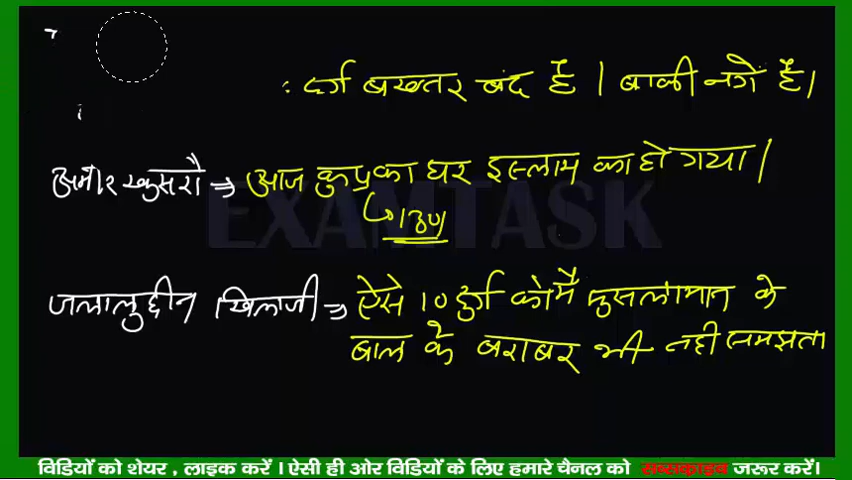 दुर्ग बख्तर बंद है । बाकी नंगे है ।
अमीर खुसरौ ⇒ आज कुफ्र का घर इस्लाम का हो गया ।
↳ 1301
EXAMTASK
जलालुद्दीन खिलजी ⇒ ऐसे 10 दुर्ग को मै मुसलामान के
बाल के बराबर भी नही समझता
विडियों को शेयर , लाइक करें । ऐसी ही ओर विडियों के लिए हमारे चैनल को सब्सक्राइब जरूर करें।